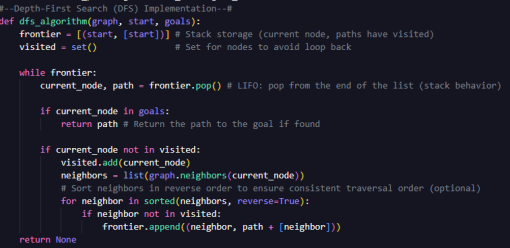 #--Depth-First Search (DFS) Implementation--#
def dfs_algorithm(graph, start, goals):
    frontier = [(start, [start])] # Stack storage (current node, paths have visited)
    visited = set()               # Set for nodes to avoid loop back

    while frontier:
        current_node, path = frontier.pop() # LIFO: pop from the end of the list (stack behavior)

        if current_node in goals:
            return path # Return the path to the goal if found

        if current_node not in visited:
            visited.add(current_node)
            neighbors = list(graph.neighbors(current_node))
            # Sort neighbors in reverse order to ensure consistent traversal order (optional)
            for neighbor in sorted(neighbors, reverse=True):
                if neighbor not in visited:
                    frontier.append((neighbor, path + [neighbor]))
    return None